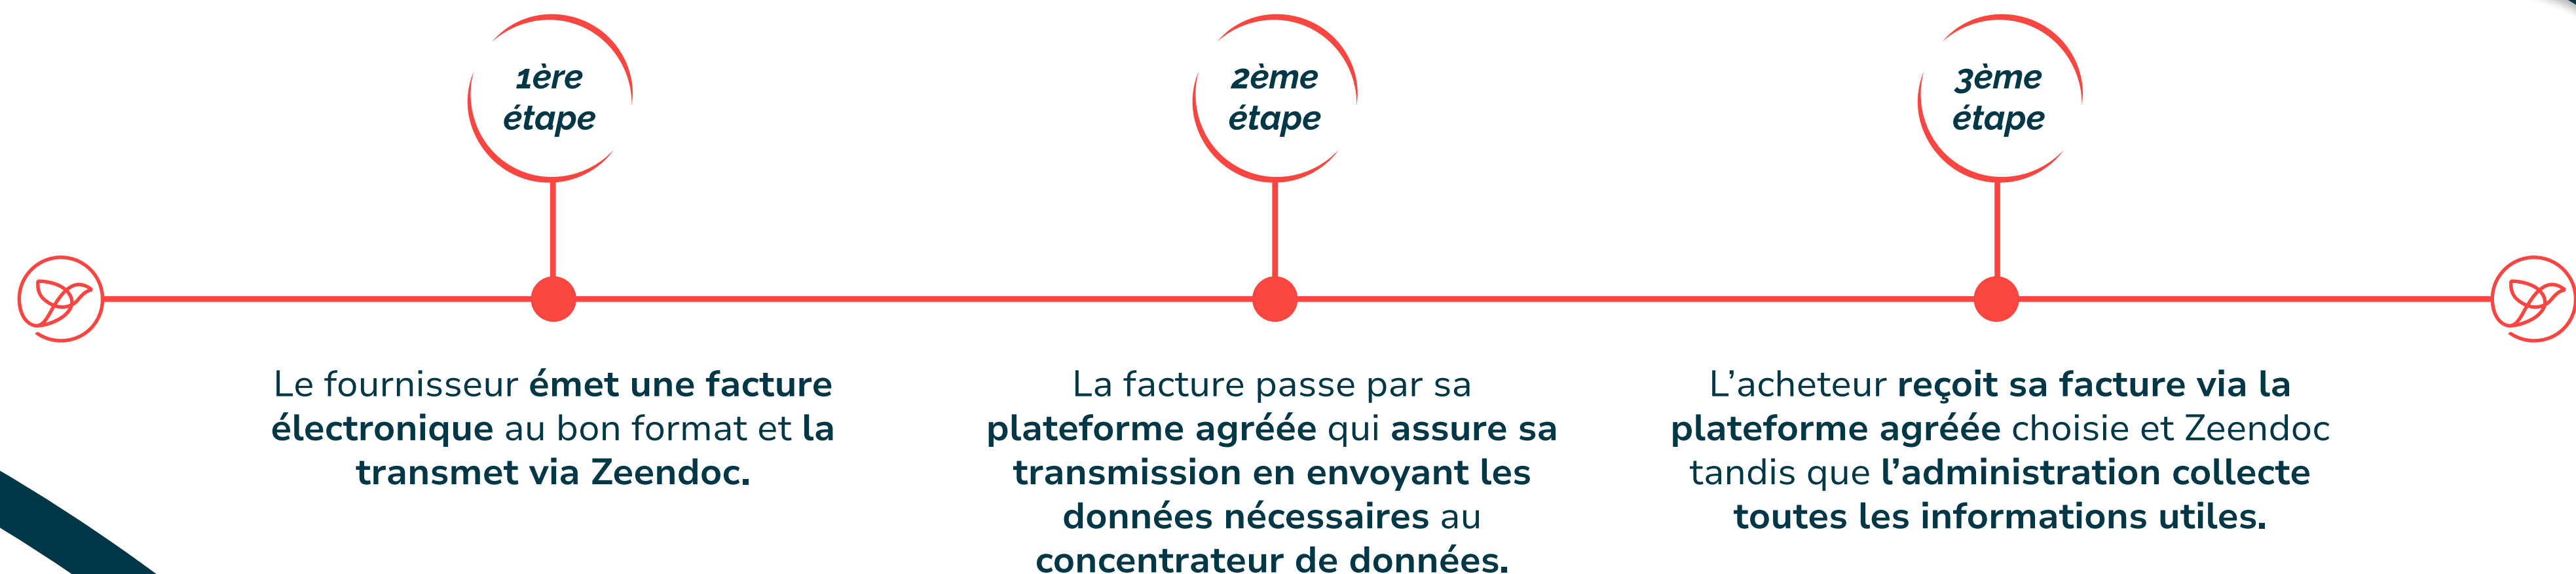 1ère
étape
2ème
étape
3ème
étape
Le fournisseur émet une facture
électronique au bon format et la
transmet via Zeendoc.
La facture passe par sa
plateforme agréée qui assure sa
transmission en envoyant les
données nécessaires au
concentrateur de données.
L’acheteur reçoit sa facture via la
plateforme agréée choisie et Zeendoc
tandis que l’administration collecte
toutes les informations utiles.